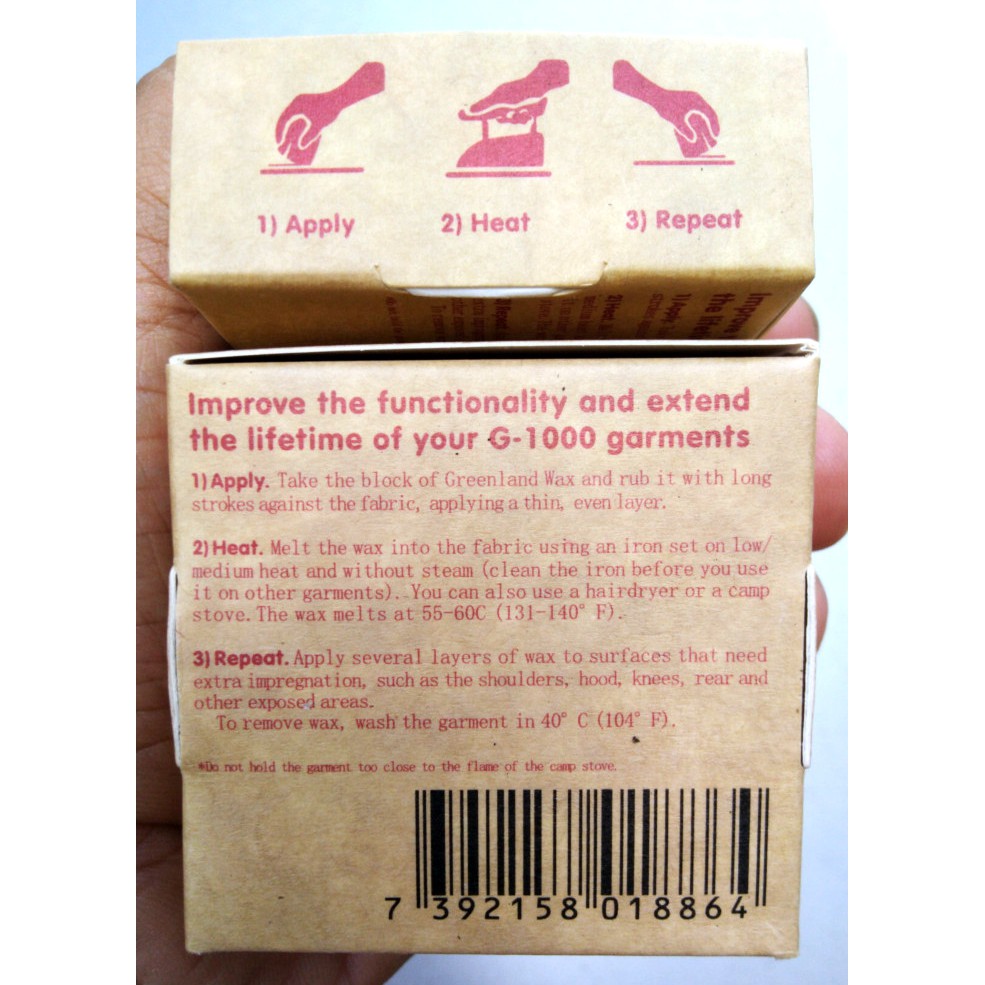 1) Apply
2) Heat
3) Repeat
Improve the functionality and extend
the lifetime of your G-1000 garments
1) Apply. Take the block of Greenland Wax and rub it with long
strokes against the fabric, applying a thin, even layer.
2) Heat. Melt the wax into the fabric using an iron set on low/
medium heat and without steam (clean the iron before you use
it on other garments). You can also use a hairdryer or a camp
stove. The wax melts at 55-60C (131-140° F).
3) Repeat. Apply several layers of wax to surfaces that need
extra impregnation, such as the shoulders, hood, knees, rear and
other exposed areas.
To remove wax, wash the garment in 40° C (104° F).
*Do not hold the garment too close to the flame of the camp stove.
7 392158 018864